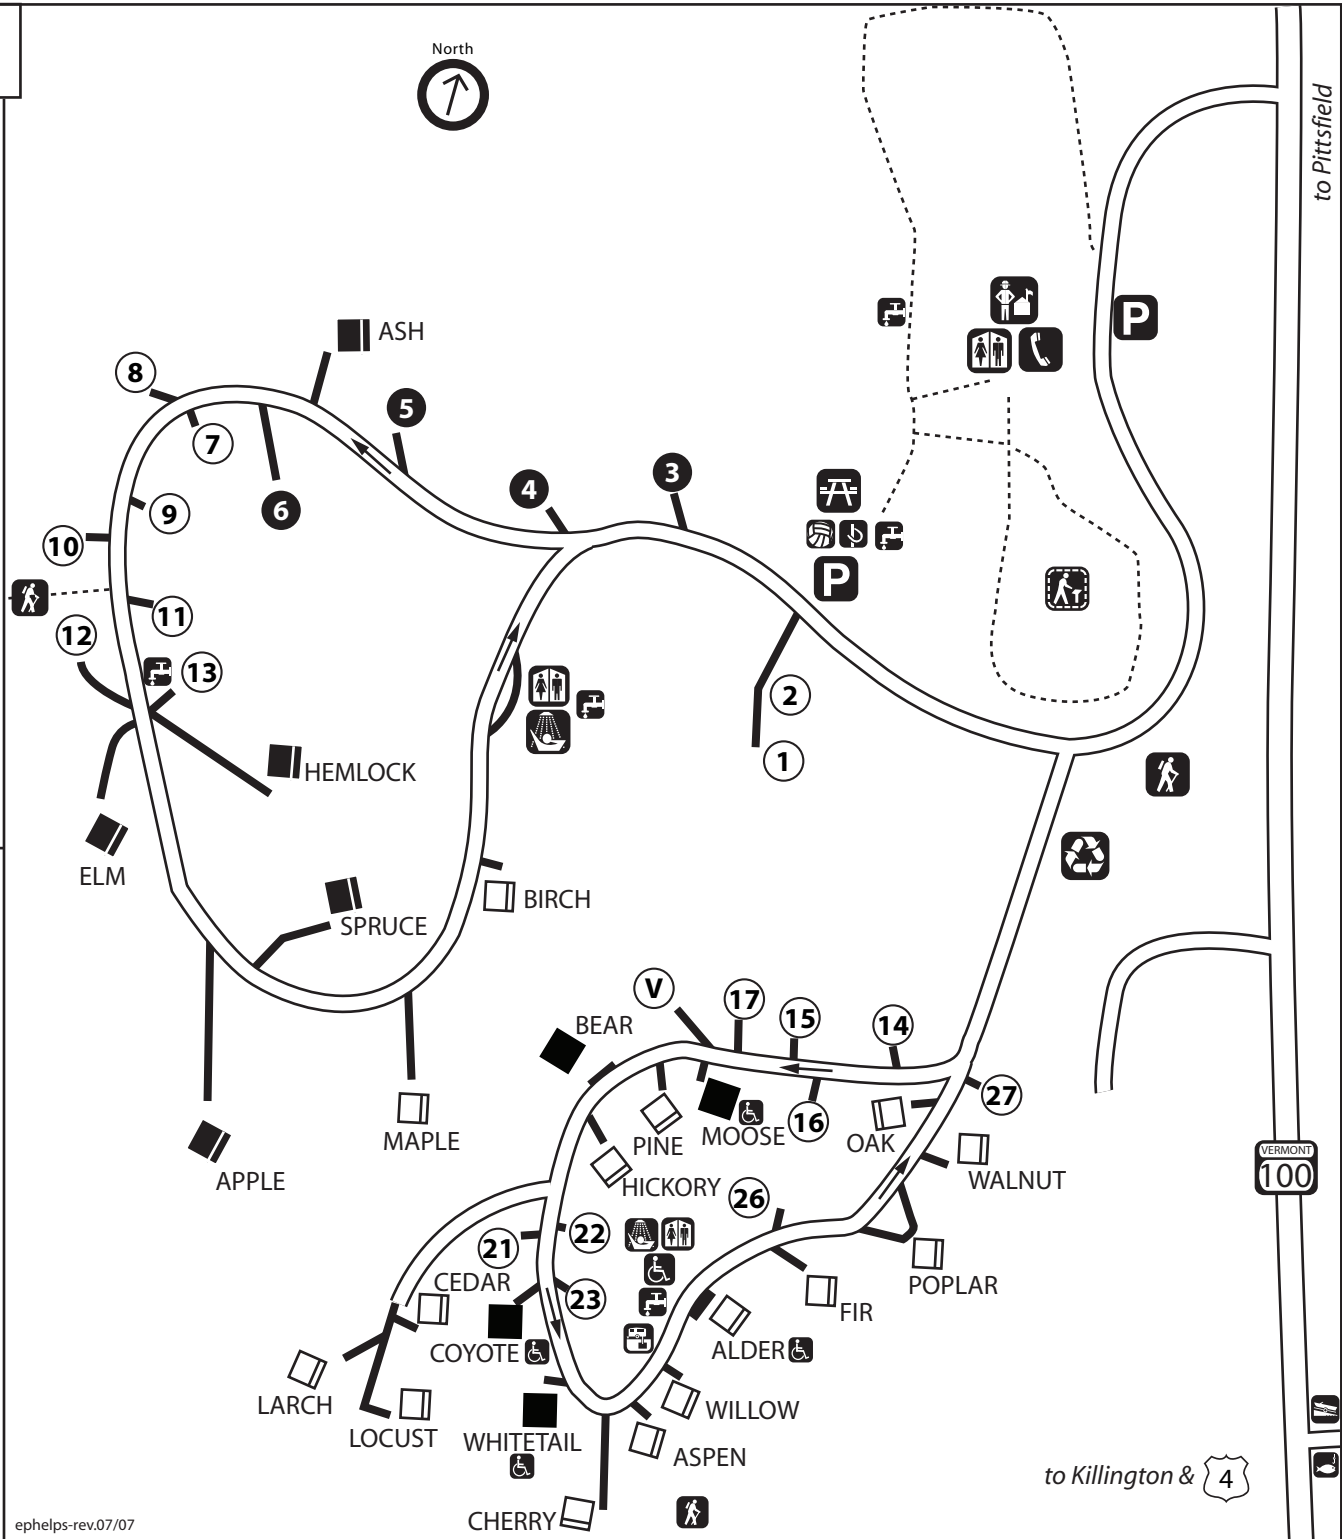 North
to Pittsfield
P
ASH
8
5
7
4
3
6
9
10
P
11
12
13
2
1
HEMLOCK
ELM
BIRCH
SPRUCE
V
17
15
14
BEAR
27
16
MAPLE
PINE
MOOSE
OAK
VERMONT
100
APPLE
WALNUT
HICKORY
26
22
21
CEDAR
23
POPLAR
FIR
COYOTE
ALDER
LARCH
WILLOW
LOCUST
WHITETAIL
ASPEN
to Killington & 4
CHERRY
ephelps-rev.07/07